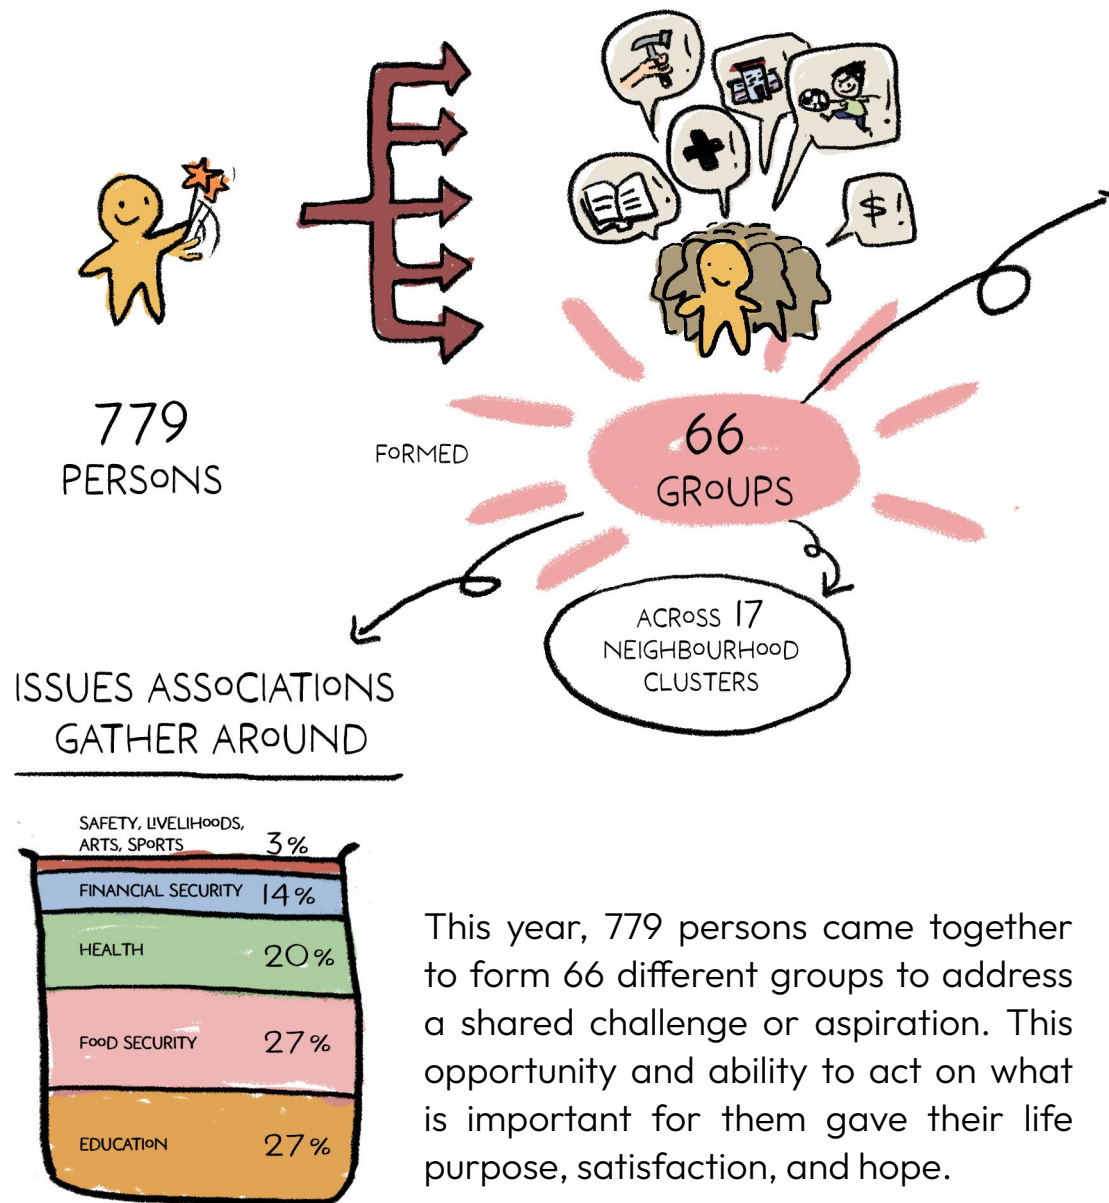 $!
779
PERSONS
FORMED
66
GROUPS
ACROSS 17
NEIGHBOURHOOD
CLUSTERS
ISSUES ASSOCIATIONS
GATHER AROUND
SAFETY, LIVELIHOODS,
ARTS, SPORTS 3%
FINANCIAL SECURITY 14%
HEALTH 20%
FOOD SECURITY 27%
EDUCATION 27%
This year, 779 persons came together
to form 66 different groups to address
a shared challenge or aspiration. This
opportunity and ability to act on what
is important for them gave their life
purpose, satisfaction, and hope.